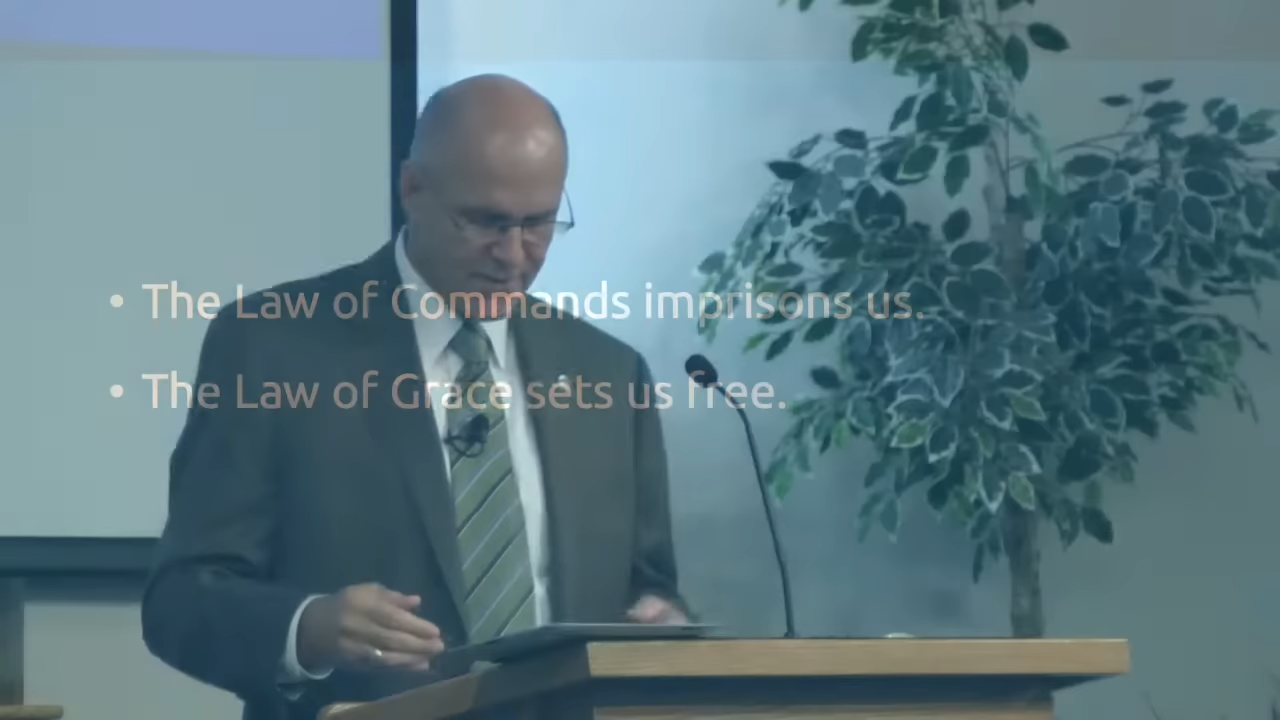 • The Law of Commands imprisons us.
• The Law of Grace sets us free.